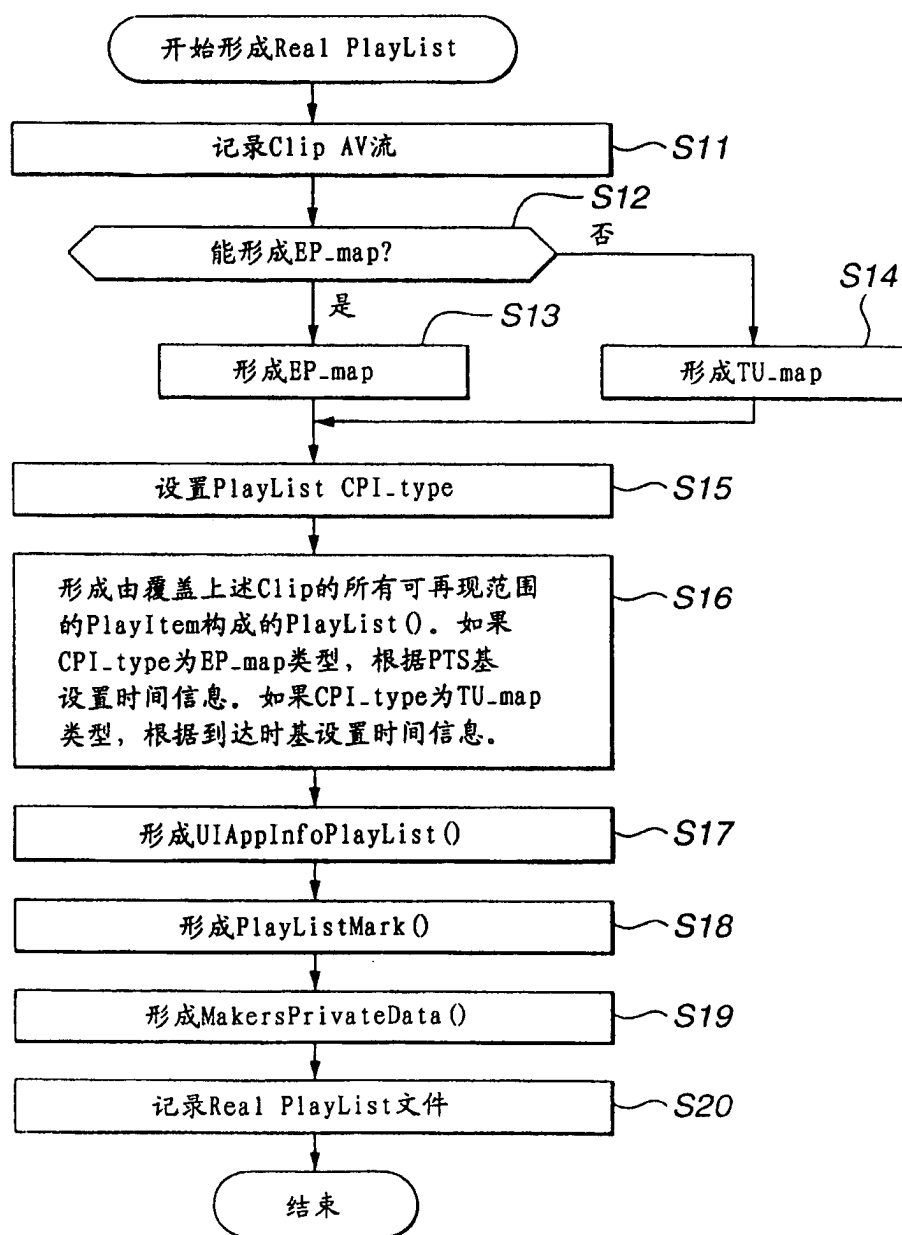 开始形成Real PlayList
记录Clip AV流
S11
S12
能形成EP_map?
否
是
S13
S14
形成EP_map
形成TU_map
设置PlayList CPI_type
S15
形成由覆盖上述Clip的所有可再现范围
的PlayItem构成的PlayList()。如果
CPI_type为EP_map类型，根据PTS基
设置时间信息。如果CPI_type为TU_map
类型，根据到达时基设置时间信息。
S16
形成UIAppInfoPlayList()
S17
形成PlayListMark()
S18
形成MakersPrivateData()
S19
记录Real PlayList文件
S20
结束